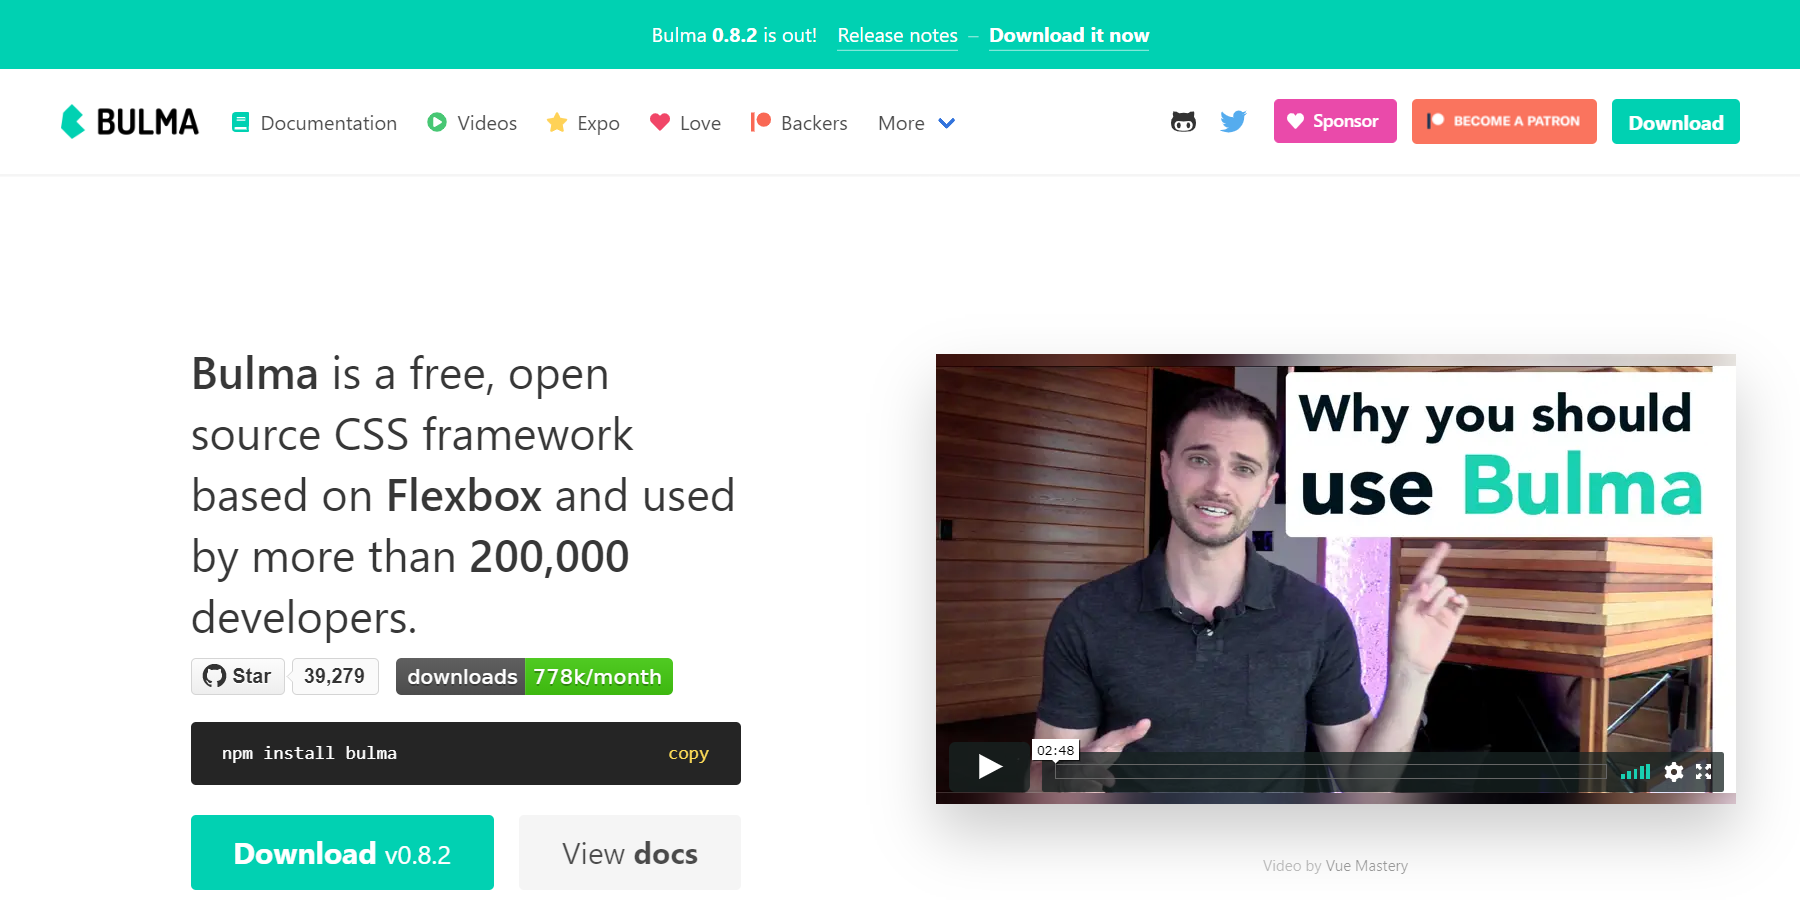 Bulma 0.8.2 is out! Release notes – Download it now
BULMA Documentation Videos Expo Love Backers More Sponsor BECOME A PATRON Download
Bulma is a free, open
source CSS framework
based on Flexbox and used
by more than 200,000
developers.
Star 39,279 downloads 778k/month
npm install bulma copy
Download v0.8.2 View docs
Why you should
use Bulma
02:48
Video by Vue Mastery